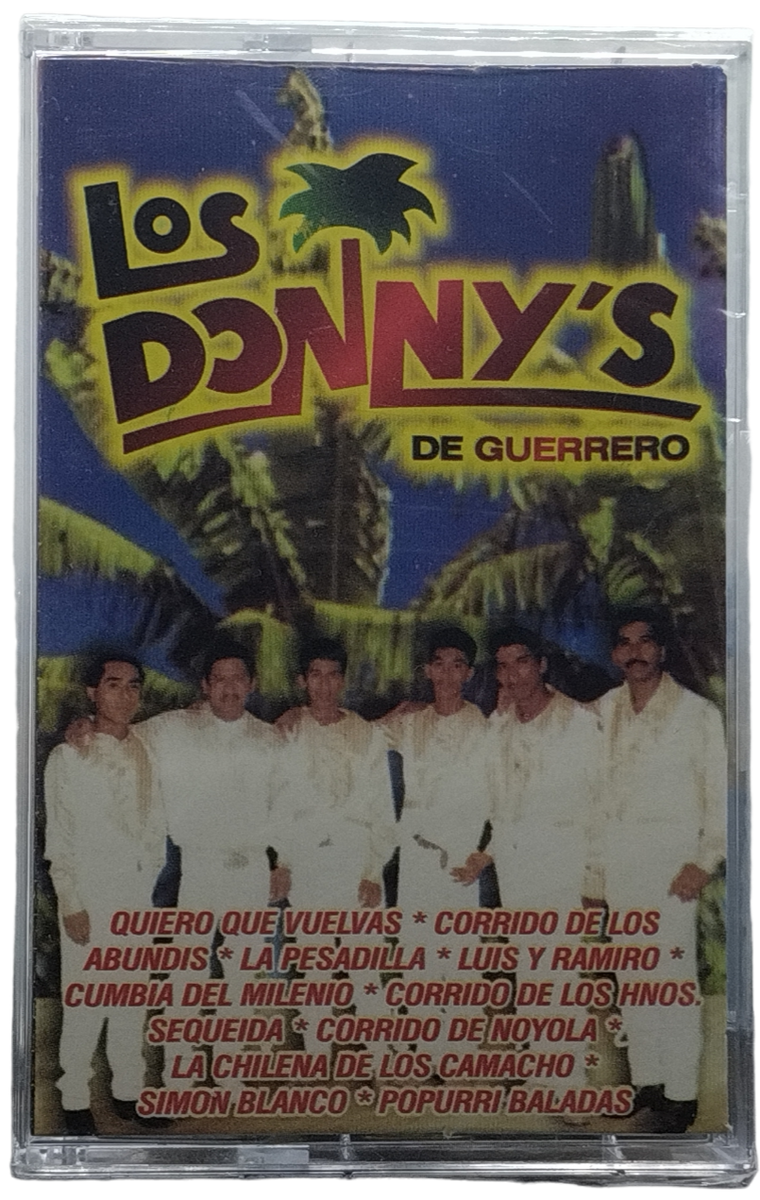 LOS
DONNY'S
DE GUERRERO
QUIERO QUE VUELVAS * CORRIDO DE LOS
ABUNDIS * LA PESADILLA * LUIS Y RAMIRO *
CUMBIA DEL MILENIO * CORRIDO DE LOS HNOS.
SEQUEIDA * CORRIDO DE NOYOLA *
LA CHILENA DE LOS CAMACHO *
SIMON BLANCO * POPURRI BALADAS